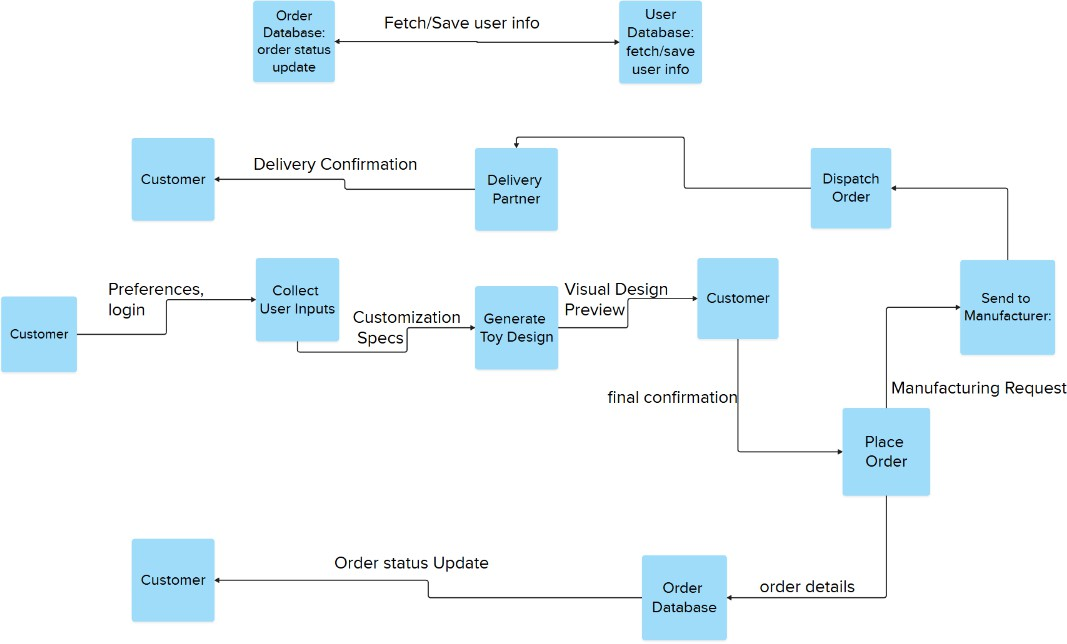 Order
Database:
order status
update
Fetch/Save user info
User
Database:
fetch/save
user info
Customer
Delivery Confirmation
Delivery
Partner
Dispatch
Order
Customer
Preferences,
login
Collect
User Inputs
Customization
Specs
Generate
Toy Design
Visual Design
Preview
Customer
Send to
Manufacturer:
final confirmation
Manufacturing Request
Place
Order
Customer
Order status Update
Order
Database
order details